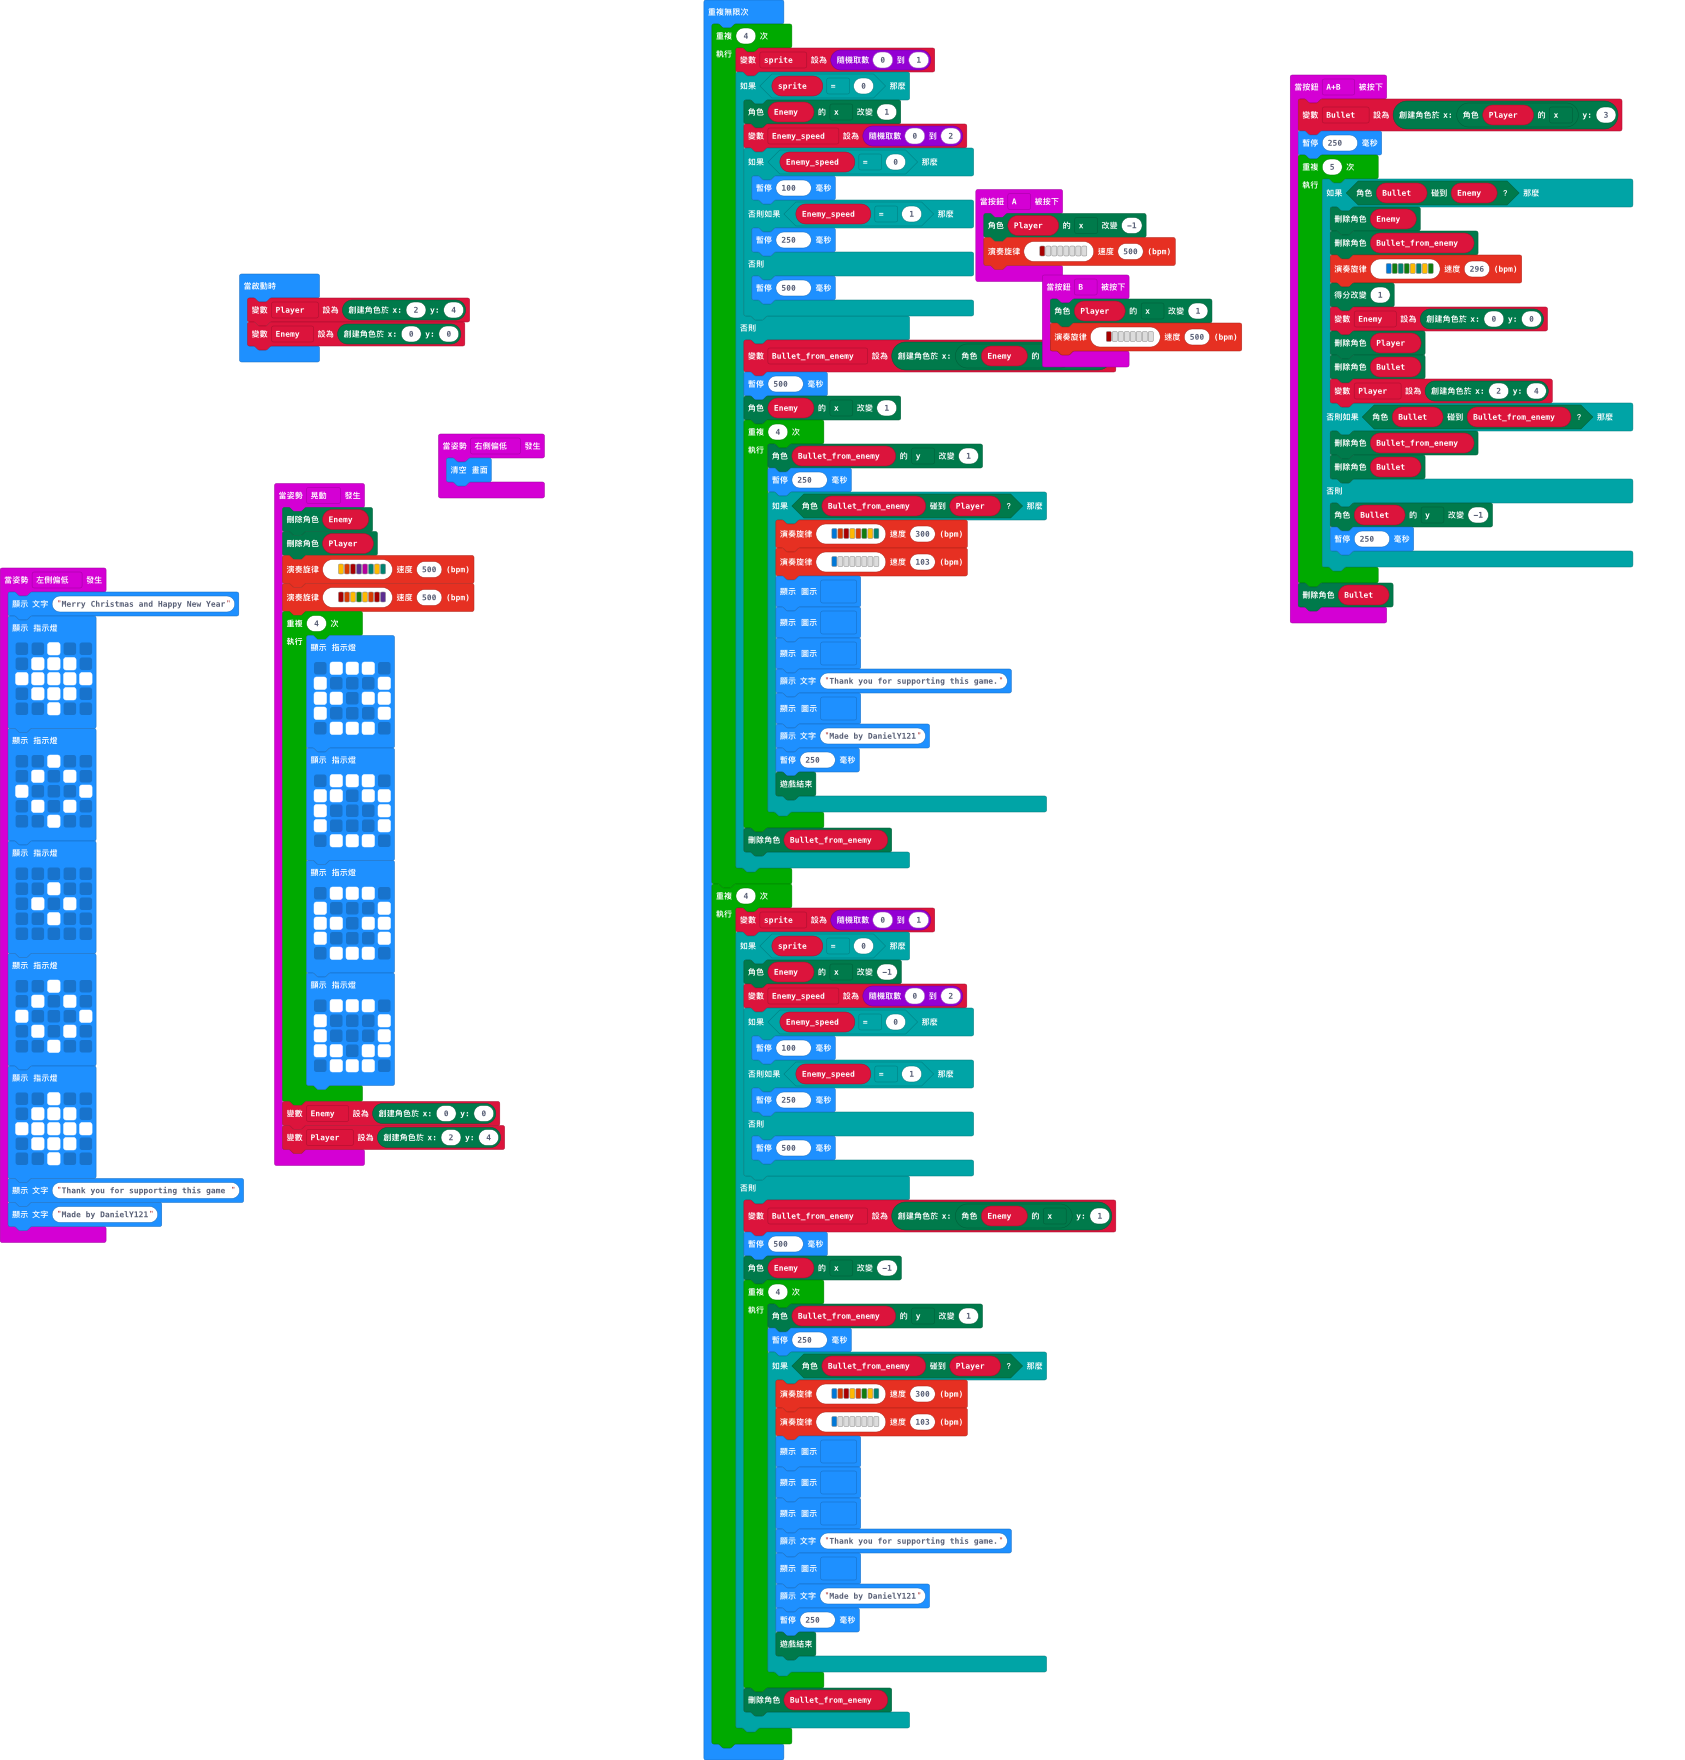 當啟動時
變數 Player 設為 創建角色於 x: 2 y: 4
變數 Enemy 設為 創建角色於 x: 0 y: 0
當姿勢 右側偏低 發生
清空 畫面
當姿勢 晃動 發生
刪除角色 Enemy
刪除角色 Player
演奏旋律 速度 500 (bpm)
演奏旋律 速度 500 (bpm)
重複 4 次
執行
顯示 指示燈
顯示 指示燈
顯示 指示燈
顯示 指示燈
變數 Enemy 設為 創建角色於 x: 0 y: 0
變數 Player 設為 創建角色於 x: 2 y: 4
當姿勢 左側偏低 發生
顯示 文字 "Merry Christmas and Happy New Year"
顯示 指示燈
顯示 指示燈
顯示 指示燈
顯示 指示燈
顯示 指示燈
顯示 文字 "Thank you for supporting this game "
顯示 文字 "Made by DanielY121"
重複無限次
重複 4 次
執行
變數 sprite 設為 隨機取數 0 到 1
如果 sprite = 0 那麼
角色 Enemy 的 x 改變 1
變數 Enemy_speed 設為 隨機取數 0 到 2
如果 Enemy_speed = 0 那麼
暫停 100 毫秒
否則如果 Enemy_speed = 1 那麼
暫停 250 毫秒
否則
暫停 500 毫秒
否則
變數 Bullet_from_enemy 設為 創建角色於 x: 角色 Enemy 的
暫停 500 毫秒
角色 Enemy 的 x 改變 1
重複 4 次
執行
角色 Bullet_from_enemy 的 y 改變 1
暫停 250 毫秒
如果 角色 Bullet_from_enemy 碰到 Player ? 那麼
演奏旋律 速度 300 (bpm)
演奏旋律 速度 103 (bpm)
顯示 圖示
顯示 圖示
顯示 圖示
顯示 文字 "Thank you for supporting this game."
顯示 圖示
顯示 文字 "Made by DanielY121"
暫停 250 毫秒
遊戲結束
刪除角色 Bullet_from_enemy
重複 4 次
執行
變數 sprite 設為 隨機取數 0 到 1
如果 sprite = 0 那麼
角色 Enemy 的 x 改變 -1
變數 Enemy_speed 設為 隨機取數 0 到 2
如果 Enemy_speed = 0 那麼
暫停 100 毫秒
否則如果 Enemy_speed = 1 那麼
暫停 250 毫秒
否則
暫停 500 毫秒
否則
變數 Bullet_from_enemy 設為 創建角色於 x: 角色 Enemy 的 x y: 1
暫停 500 毫秒
角色 Enemy 的 x 改變 -1
重複 4 次
執行
角色 Bullet_from_enemy 的 y 改變 1
暫停 250 毫秒
如果 角色 Bullet_from_enemy 碰到 Player ? 那麼
演奏旋律 速度 300 (bpm)
演奏旋律 速度 103 (bpm)
顯示 圖示
顯示 圖示
顯示 圖示
顯示 文字 "Thank you for supporting this game."
顯示 圖示
顯示 文字 "Made by DanielY121"
暫停 250 毫秒
遊戲結束
刪除角色 Bullet_from_enemy
當按鈕 A 被按下
角色 Player 的 x 改變 -1
演奏旋律 速度 500 (bpm)
當按鈕 B 被按下
角色 Player 的 x 改變 1
演奏旋律 速度 500 (bpm)
當按鈕 A+B 被按下
變數 Bullet 設為 創建角色於 x: 角色 Player 的 x y: 3
暫停 250 毫秒
重複 5 次
執行
如果 角色 Bullet 碰到 Enemy ? 那麼
刪除角色 Enemy
刪除角色 Bullet_from_enemy
演奏旋律 速度 296 (bpm)
得分改變 1
變數 Enemy 設為 創建角色於 x: 0 y: 0
刪除角色 Player
刪除角色 Bullet
變數 Player 設為 創建角色於 x: 2 y: 4
否則如果 角色 Bullet 碰到 Bullet_from_enemy ? 那麼
刪除角色 Bullet_from_enemy
刪除角色 Bullet
否則
角色 Bullet 的 y 改變 -1
暫停 250 毫秒
刪除角色 Bullet